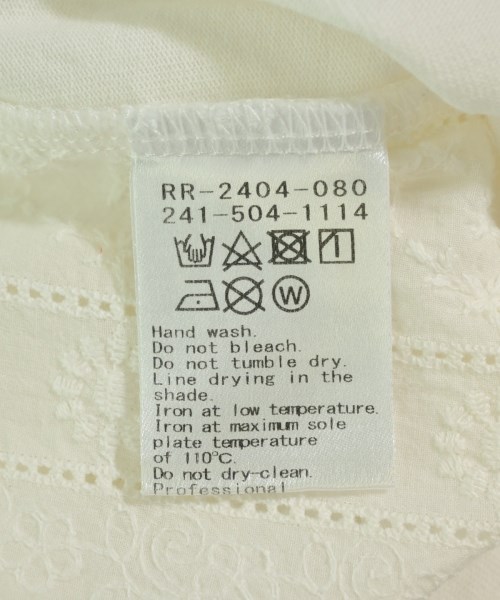 RR-2404-080
241-504-1114
W
Hand wash.
Do not bleach.
Do not tumble dry.
Line drying in the
shade.
Iron at low temperature.
Iron at maximum sole
plate temperature
of 110℃.
Do not dry-clean.
Professional